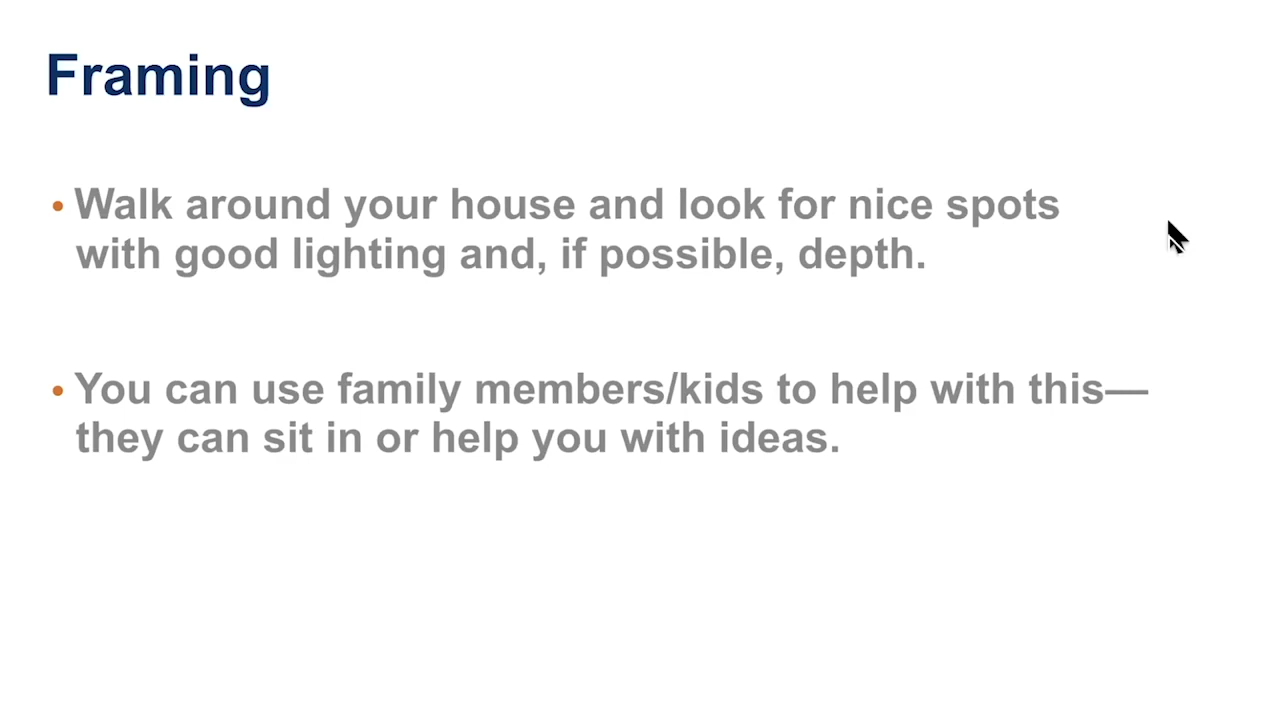 Framing
• Walk around your house and look for nice spots
with good lighting and, if possible, depth.
• You can use family members/kids to help with this—
they can sit in or help you with ideas.